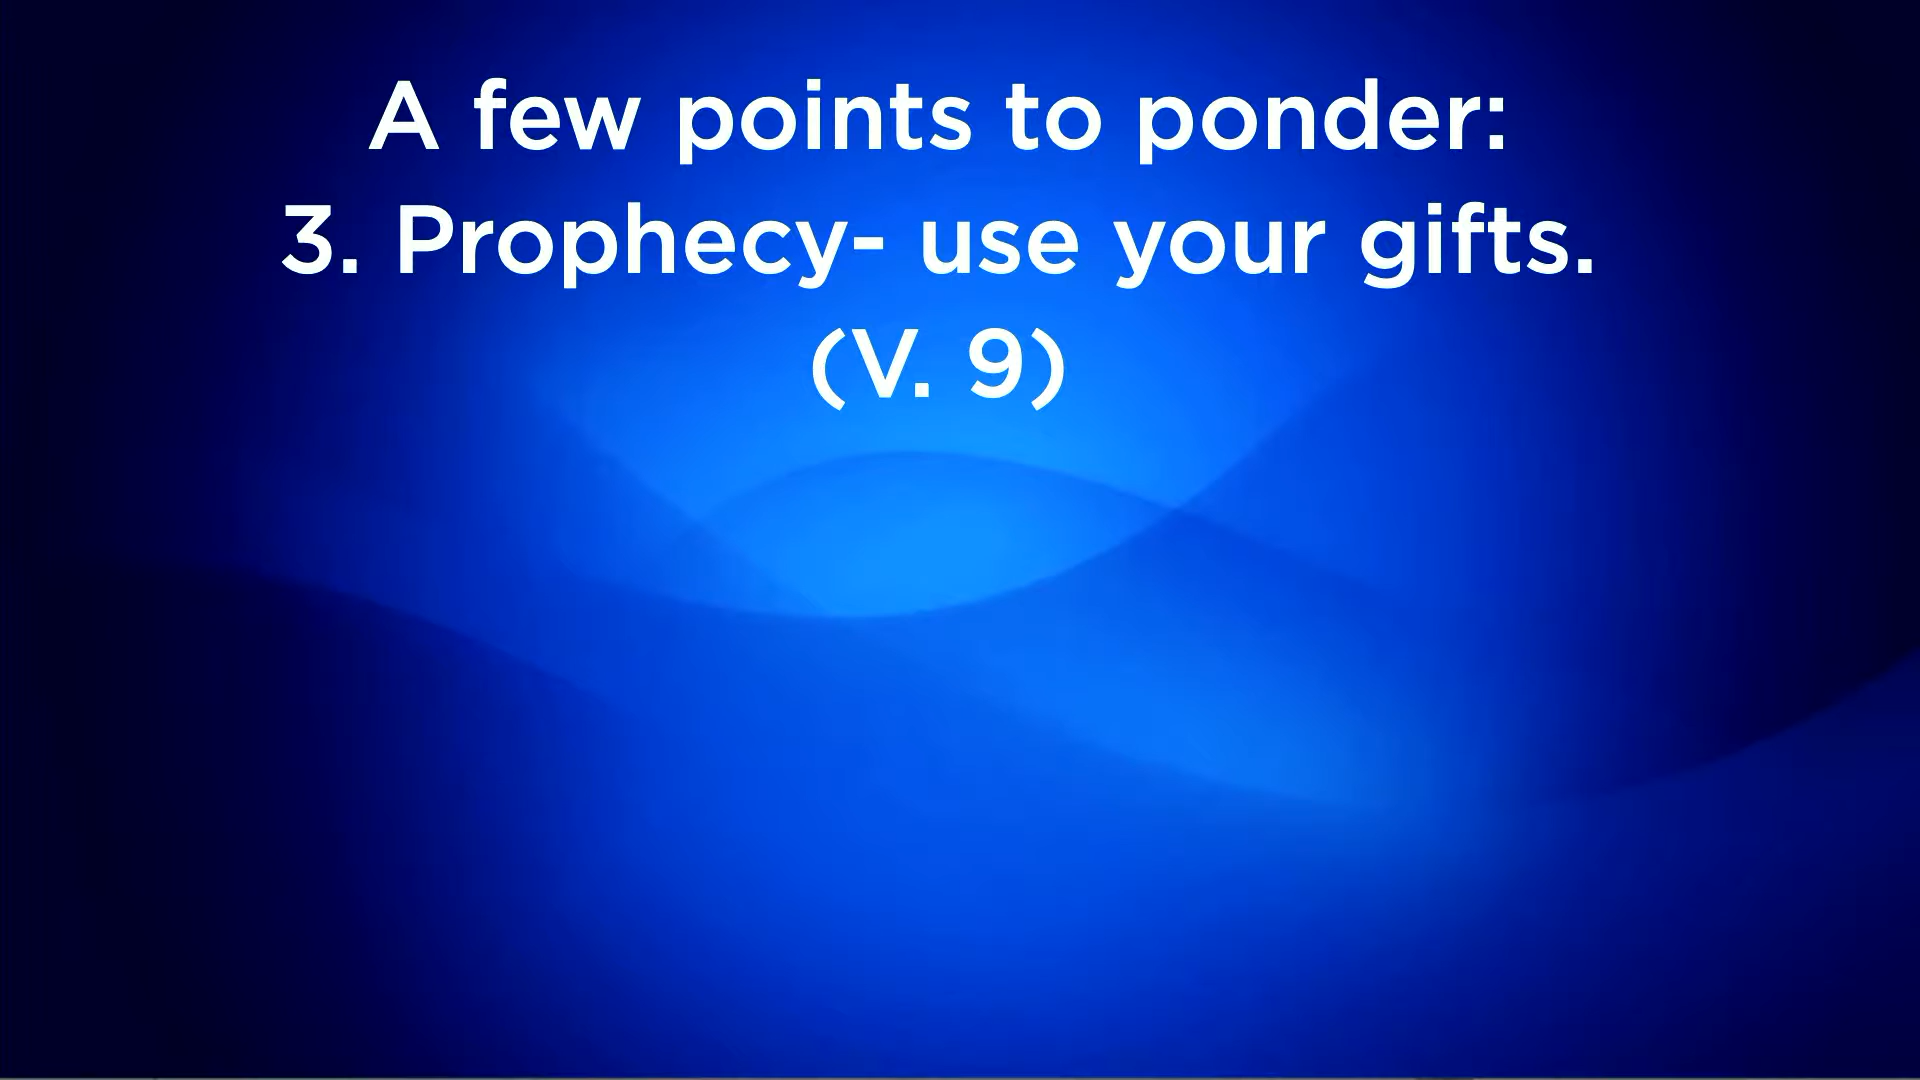 A few points to ponder:
3. Prophecy- use your gifts.
(V. 9)